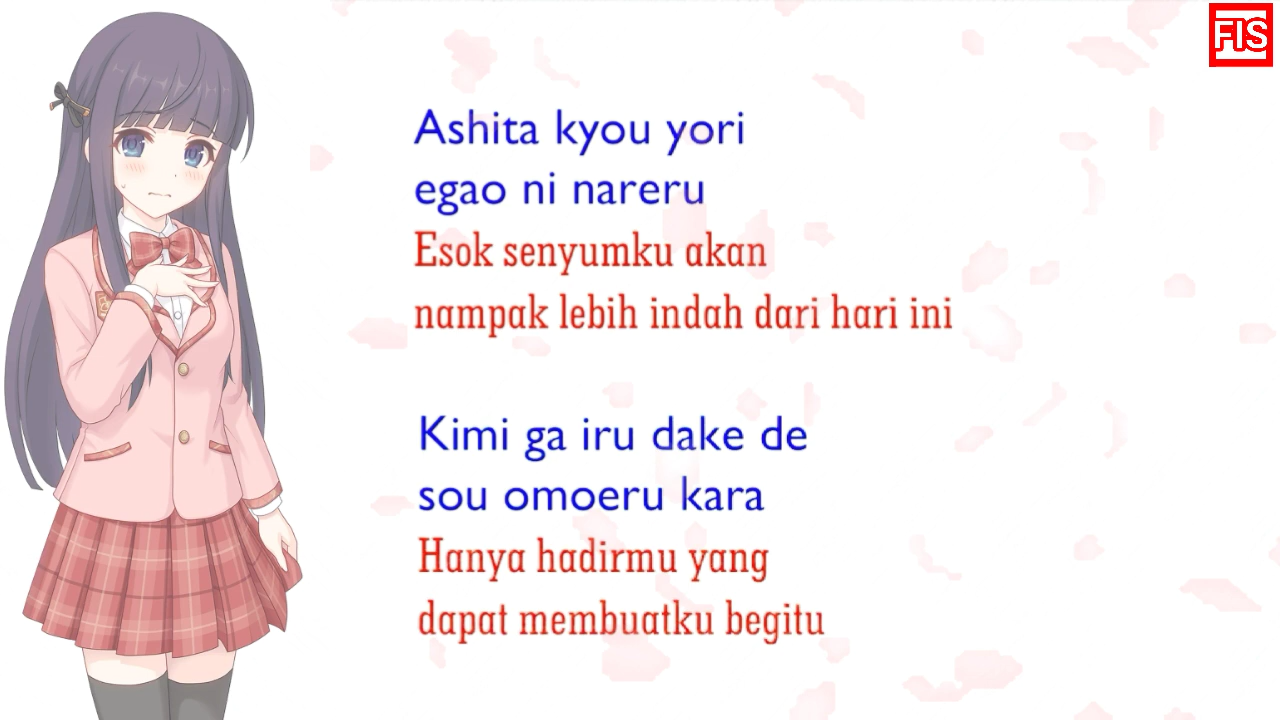 FIS
Ashita kyou yori
egao ni nareru
Esok senyumku akan
nampak lebih indah dari hari ini
Kimi ga iru dake de
sou omoeru kara
Hanya hadirmu yang
dapat membuatku begitu